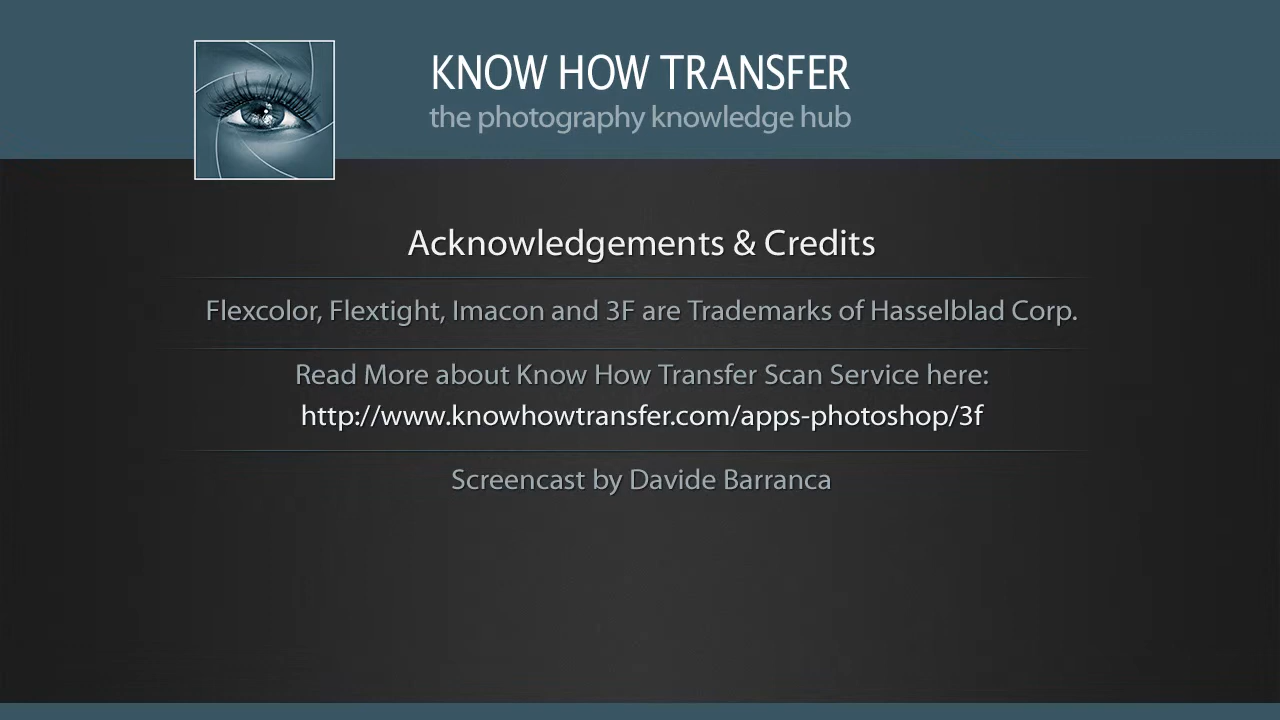 KNOW HOW TRANSFER
the photography knowledge hub
Acknowledgements & Credits
Flexcolor, Flextight, Imacon and 3F are Trademarks of Hasselblad Corp.
Read More about Know How Transfer Scan Service here:
http://www.knowhowtransfer.com/apps-photoshop/3f
Screencast by Davide Barranca